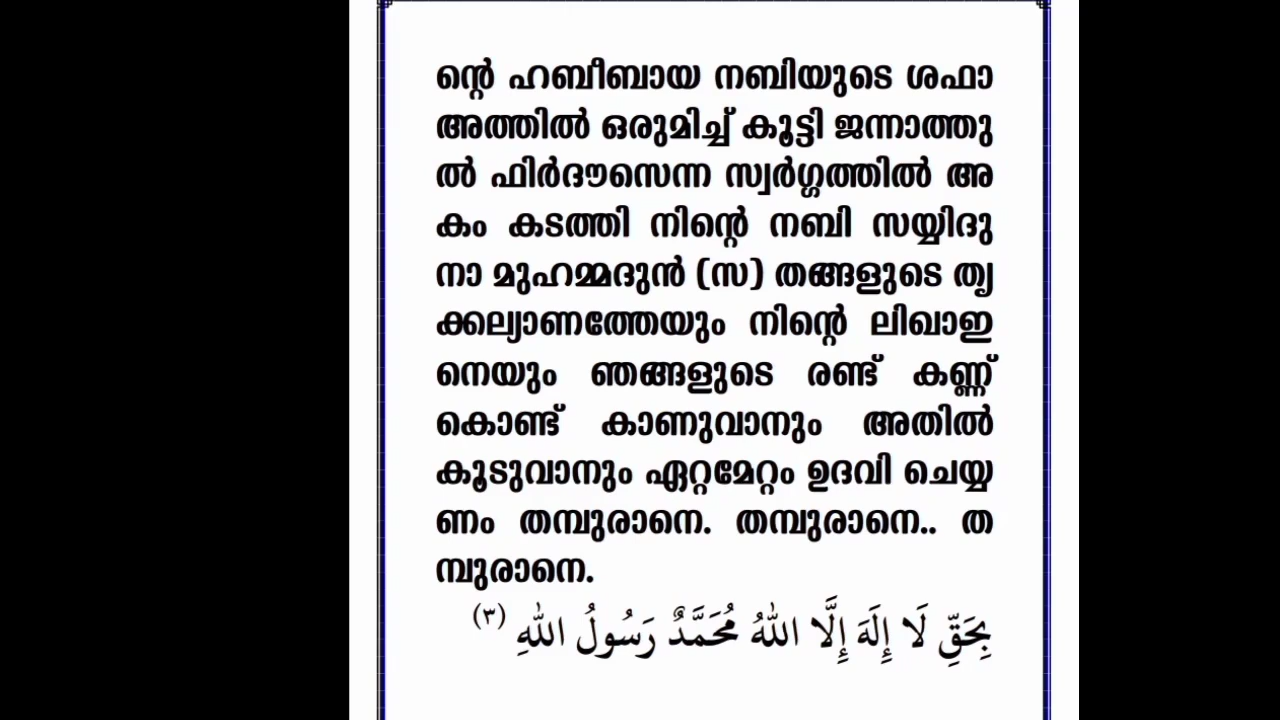 ന്റെ ഹബീബായ നബിയുടെ ശഫാ
അത്തിൽ ഒരുമിച്ച് കൂട്ടി ജന്നാത്തു
ൽ ഫിർദൗസെന്ന സ്വർഗ്ഗത്തിൽ അ
കം കടത്തി നിന്റെ നബി സയ്യിദു
നാ മുഹമ്മദുൻ (സ) തങ്ങളുടെ തൃ
ക്കല്യാണത്തേയും നിന്റെ ലിഖാഇ
നെയും ഞങ്ങളുടെ രണ്ട് കണ്ണ്
കൊണ്ട് കാണുവാനും അതിൽ
കൂടുവാനും ഏറ്റമേറ്റം ഉദവി ചെയ്യ
ണം തമ്പുരാനെ. തമ്പുരാനെ.. ത
മ്പുരാനെ.
بِحَقِّ لَا إِلَهَ إِلَّا اللهُ مُحَمَّدٌ رَسُولُ اللهِ (٣)